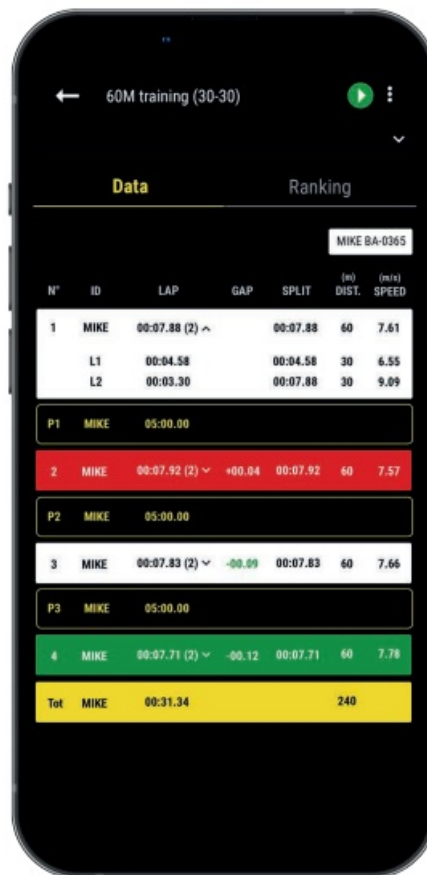 60M training (30-30)
Data Ranking
MIKE BA-0365
N° ID LAP GAP SPLIT (m) DIST. (m/s) SPEED
1 MIKE 00:07.88 (2) 00:07.88 60 7.61
L1 00:04.58 00:04.58 30 6.55
L2 00:03.30 00:07.88 30 9.09
P1 MIKE 05:00.00
2 MIKE 00:07.92 (2) +00.04 00:07.92 60 7.57
P2 MIKE 05:00.00
3 MIKE 00:07.83 (2) -00.09 00:07.83 60 7.66
P3 MIKE 05:00.00
4 MIKE 00:07.71 (2) -00.12 00:07.71 60 7.78
Tot MIKE 00:31.34 240